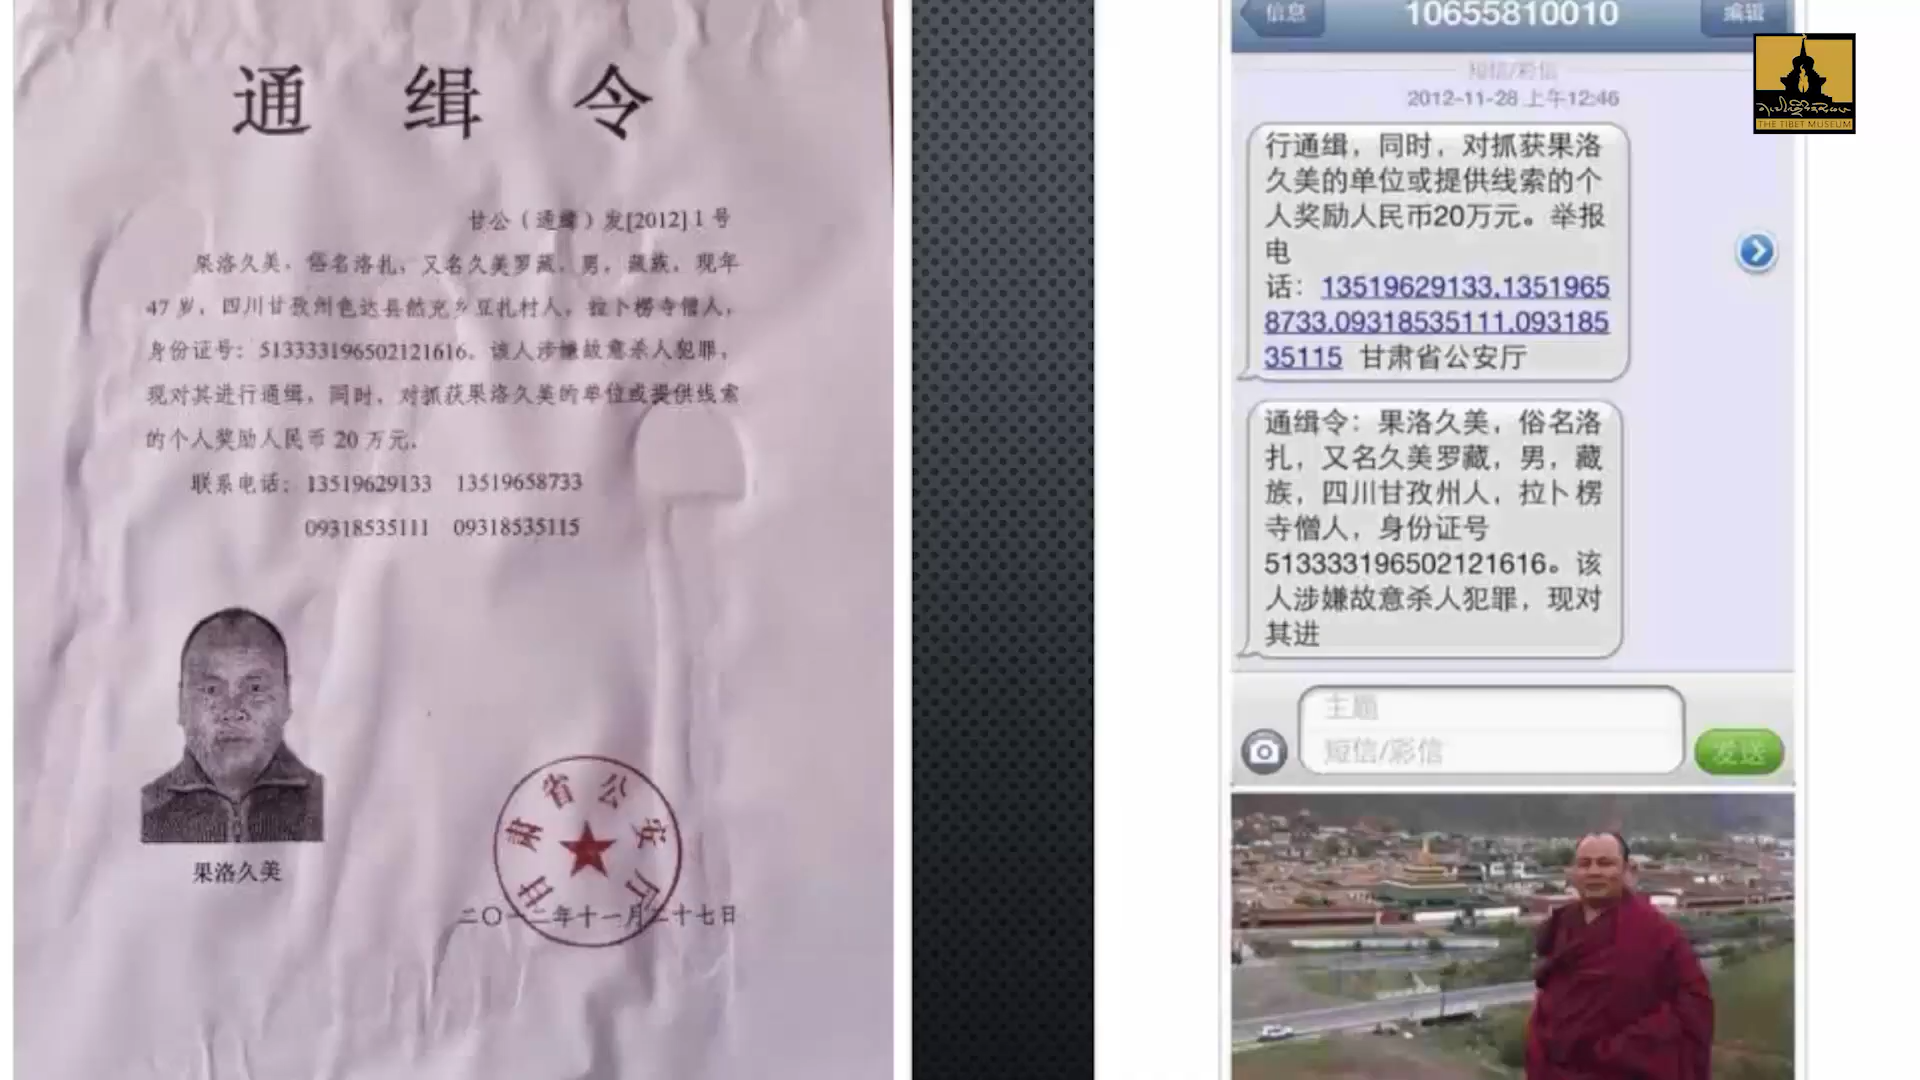 通缉令
甘公（通缉）发[2012]1号
果洛久美，俗名洛扎，又名久美罗藏，男，藏族，现年
47岁，四川甘孜州色达县然充乡豆扎村人，拉卜楞寺僧人，
身份证号：513333196502121616。该人涉嫌故意杀人犯罪，
现对其进行通缉，同时，对抓获果洛久美的单位或提供线索
的个人奖励人民币20万元。
联系电话：13519629133 13519658733
09318535111 09318535115
果洛久美
甘肃省公安厅
二〇一二年十一月二十七日
信息
10655810010
编辑
短信/彩信
2012-11-28 上午12:46
行通缉，同时，对抓获果洛
久美的单位或提供线索的个
人奖励人民币20万元。举报
电
话：13519629133,1351965
8733,09318535111,093185
35115 甘肃省公安厅
通缉令：果洛久美，俗名洛
扎，又名久美罗藏，男，藏
族，四川甘孜州人，拉卜楞
寺僧人，身份证号
513333196502121616。该
人涉嫌故意杀人犯罪，现对
其进
主题
短信/彩信
发送
THE TIBET MUSEUM